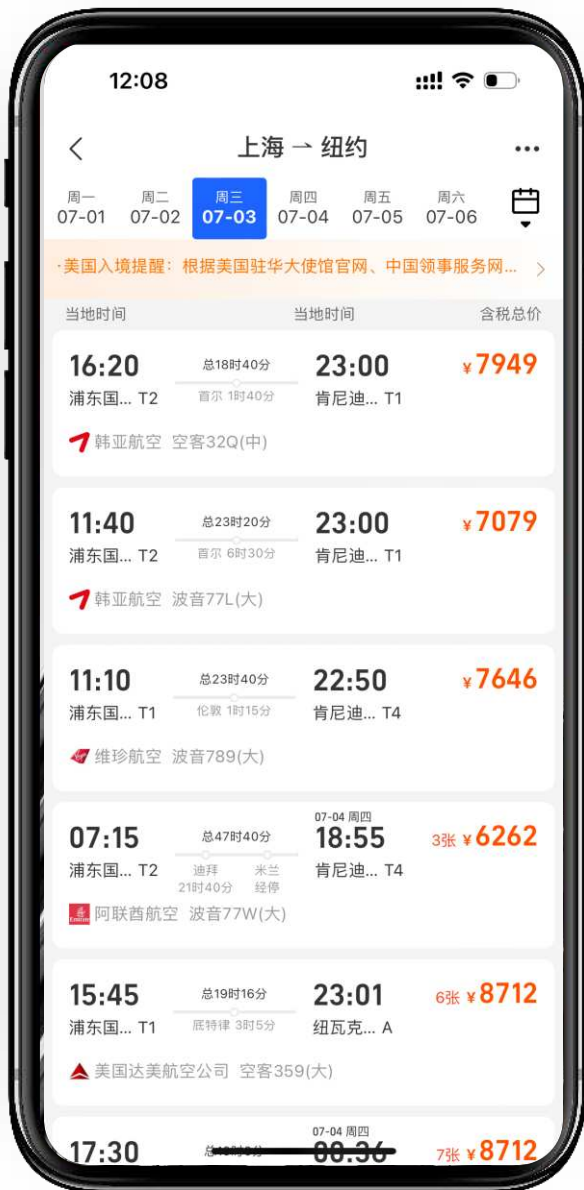 12:08
上海 → 纽约
周一 周二 周三 周四 周五 周六
07-01 07-02 07-03 07-04 07-05 07-06
·美国入境提醒：根据美国驻华大使馆官网、中国领事服务网...
当地时间 当地时间 含税总价
16:20 总18时40分 23:00 ¥7949
浦东国... T2 首尔 1时40分 肯尼迪... T1
韩亚航空 空客32Q(中)
11:40 总23时20分 23:00 ¥7079
浦东国... T2 首尔 6时30分 肯尼迪... T1
韩亚航空 波音77L(大)
11:10 总23时40分 22:50 ¥7646
浦东国... T1 伦敦 1时15分 肯尼迪... T4
维珍航空 波音789(大)
07-04 周四
07:15 总47时40分 18:55 3张 ¥6262
浦东国... T2 迪拜 米兰 肯尼迪... T4
21时40分 经停
Emirates 阿联酋航空 波音77W(大)
15:45 总19时16分 23:01 6张 ¥8712
浦东国... T1 底特律 3时5分 纽瓦克... A
美国达美航空公司 空客359(大)
07-04 周四
17:30 7张 ¥8712